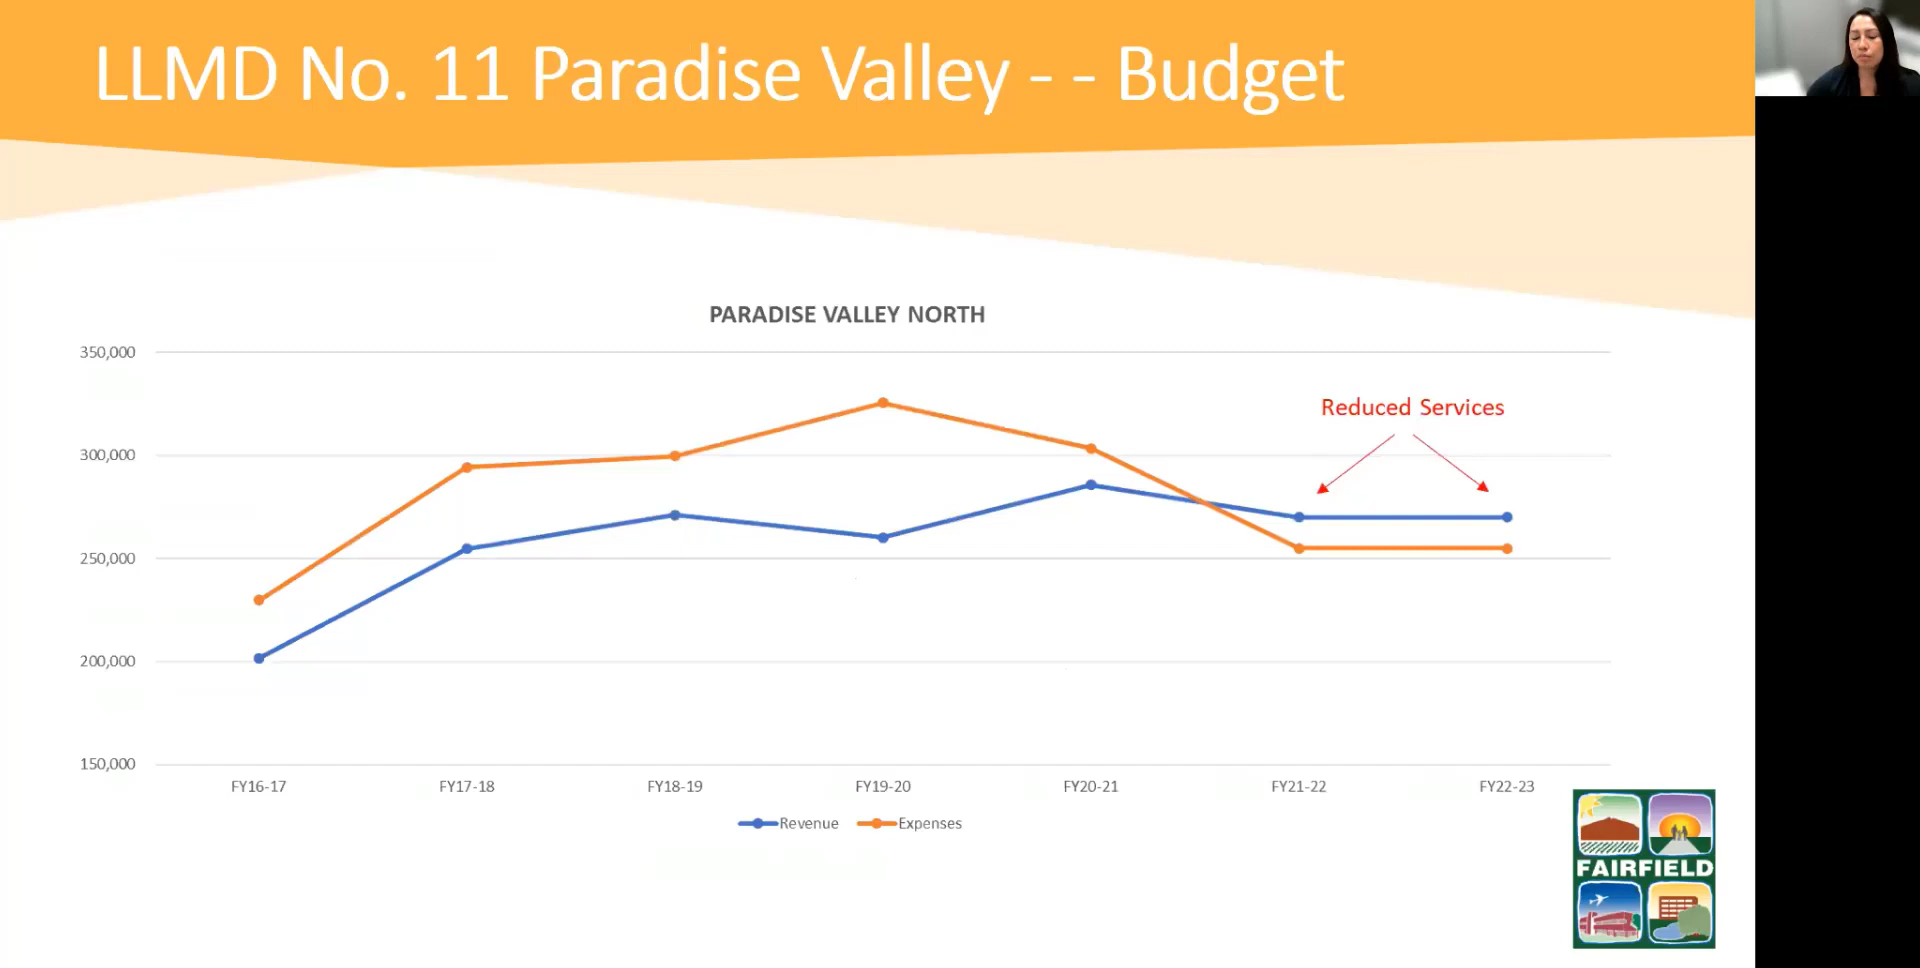 LLMD No. 11 Paradise Valley - - Budget
PARADISE VALLEY NORTH
350,000
300,000
250,000
200,000
150,000
Reduced Services
FY16-17 FY17-18 FY18-19 FY19-20 FY20-21 FY21-22 FY22-23
Revenue Expenses
FAIRFIELD